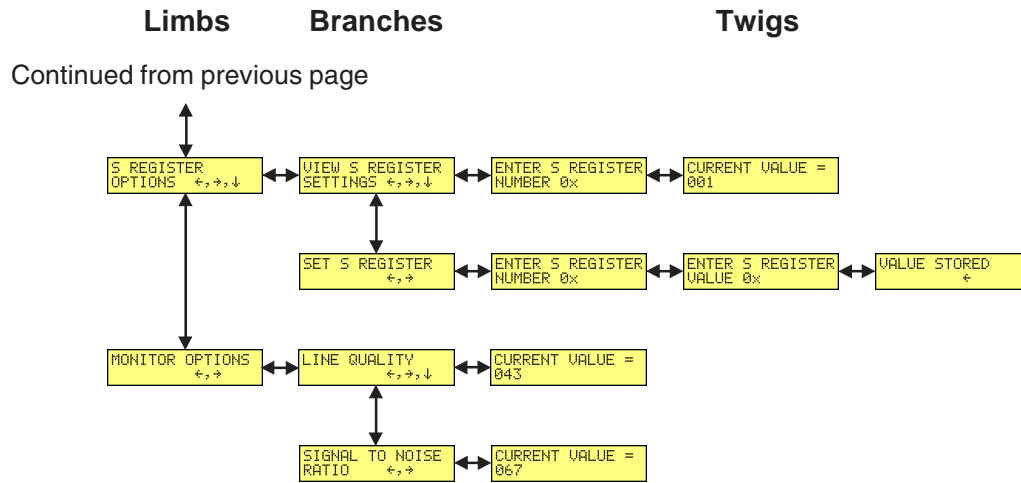 Limbs Branches Twigs
Continued from previous page
S REGISTER
OPTIONS ←,→,↓
VIEW S REGISTER
SETTINGS ←,→,↓
ENTER S REGISTER
NUMBER 0x
CURRENT VALUE =
001
SET S REGISTER
←,→
ENTER S REGISTER
NUMBER 0x
ENTER S REGISTER
VALUE 0x
VALUE STORED
←
MONITOR OPTIONS
←,→
LINE QUALITY
←,→,↓
CURRENT VALUE =
043
SIGNAL TO NOISE
RATIO ←,→
CURRENT VALUE =
067